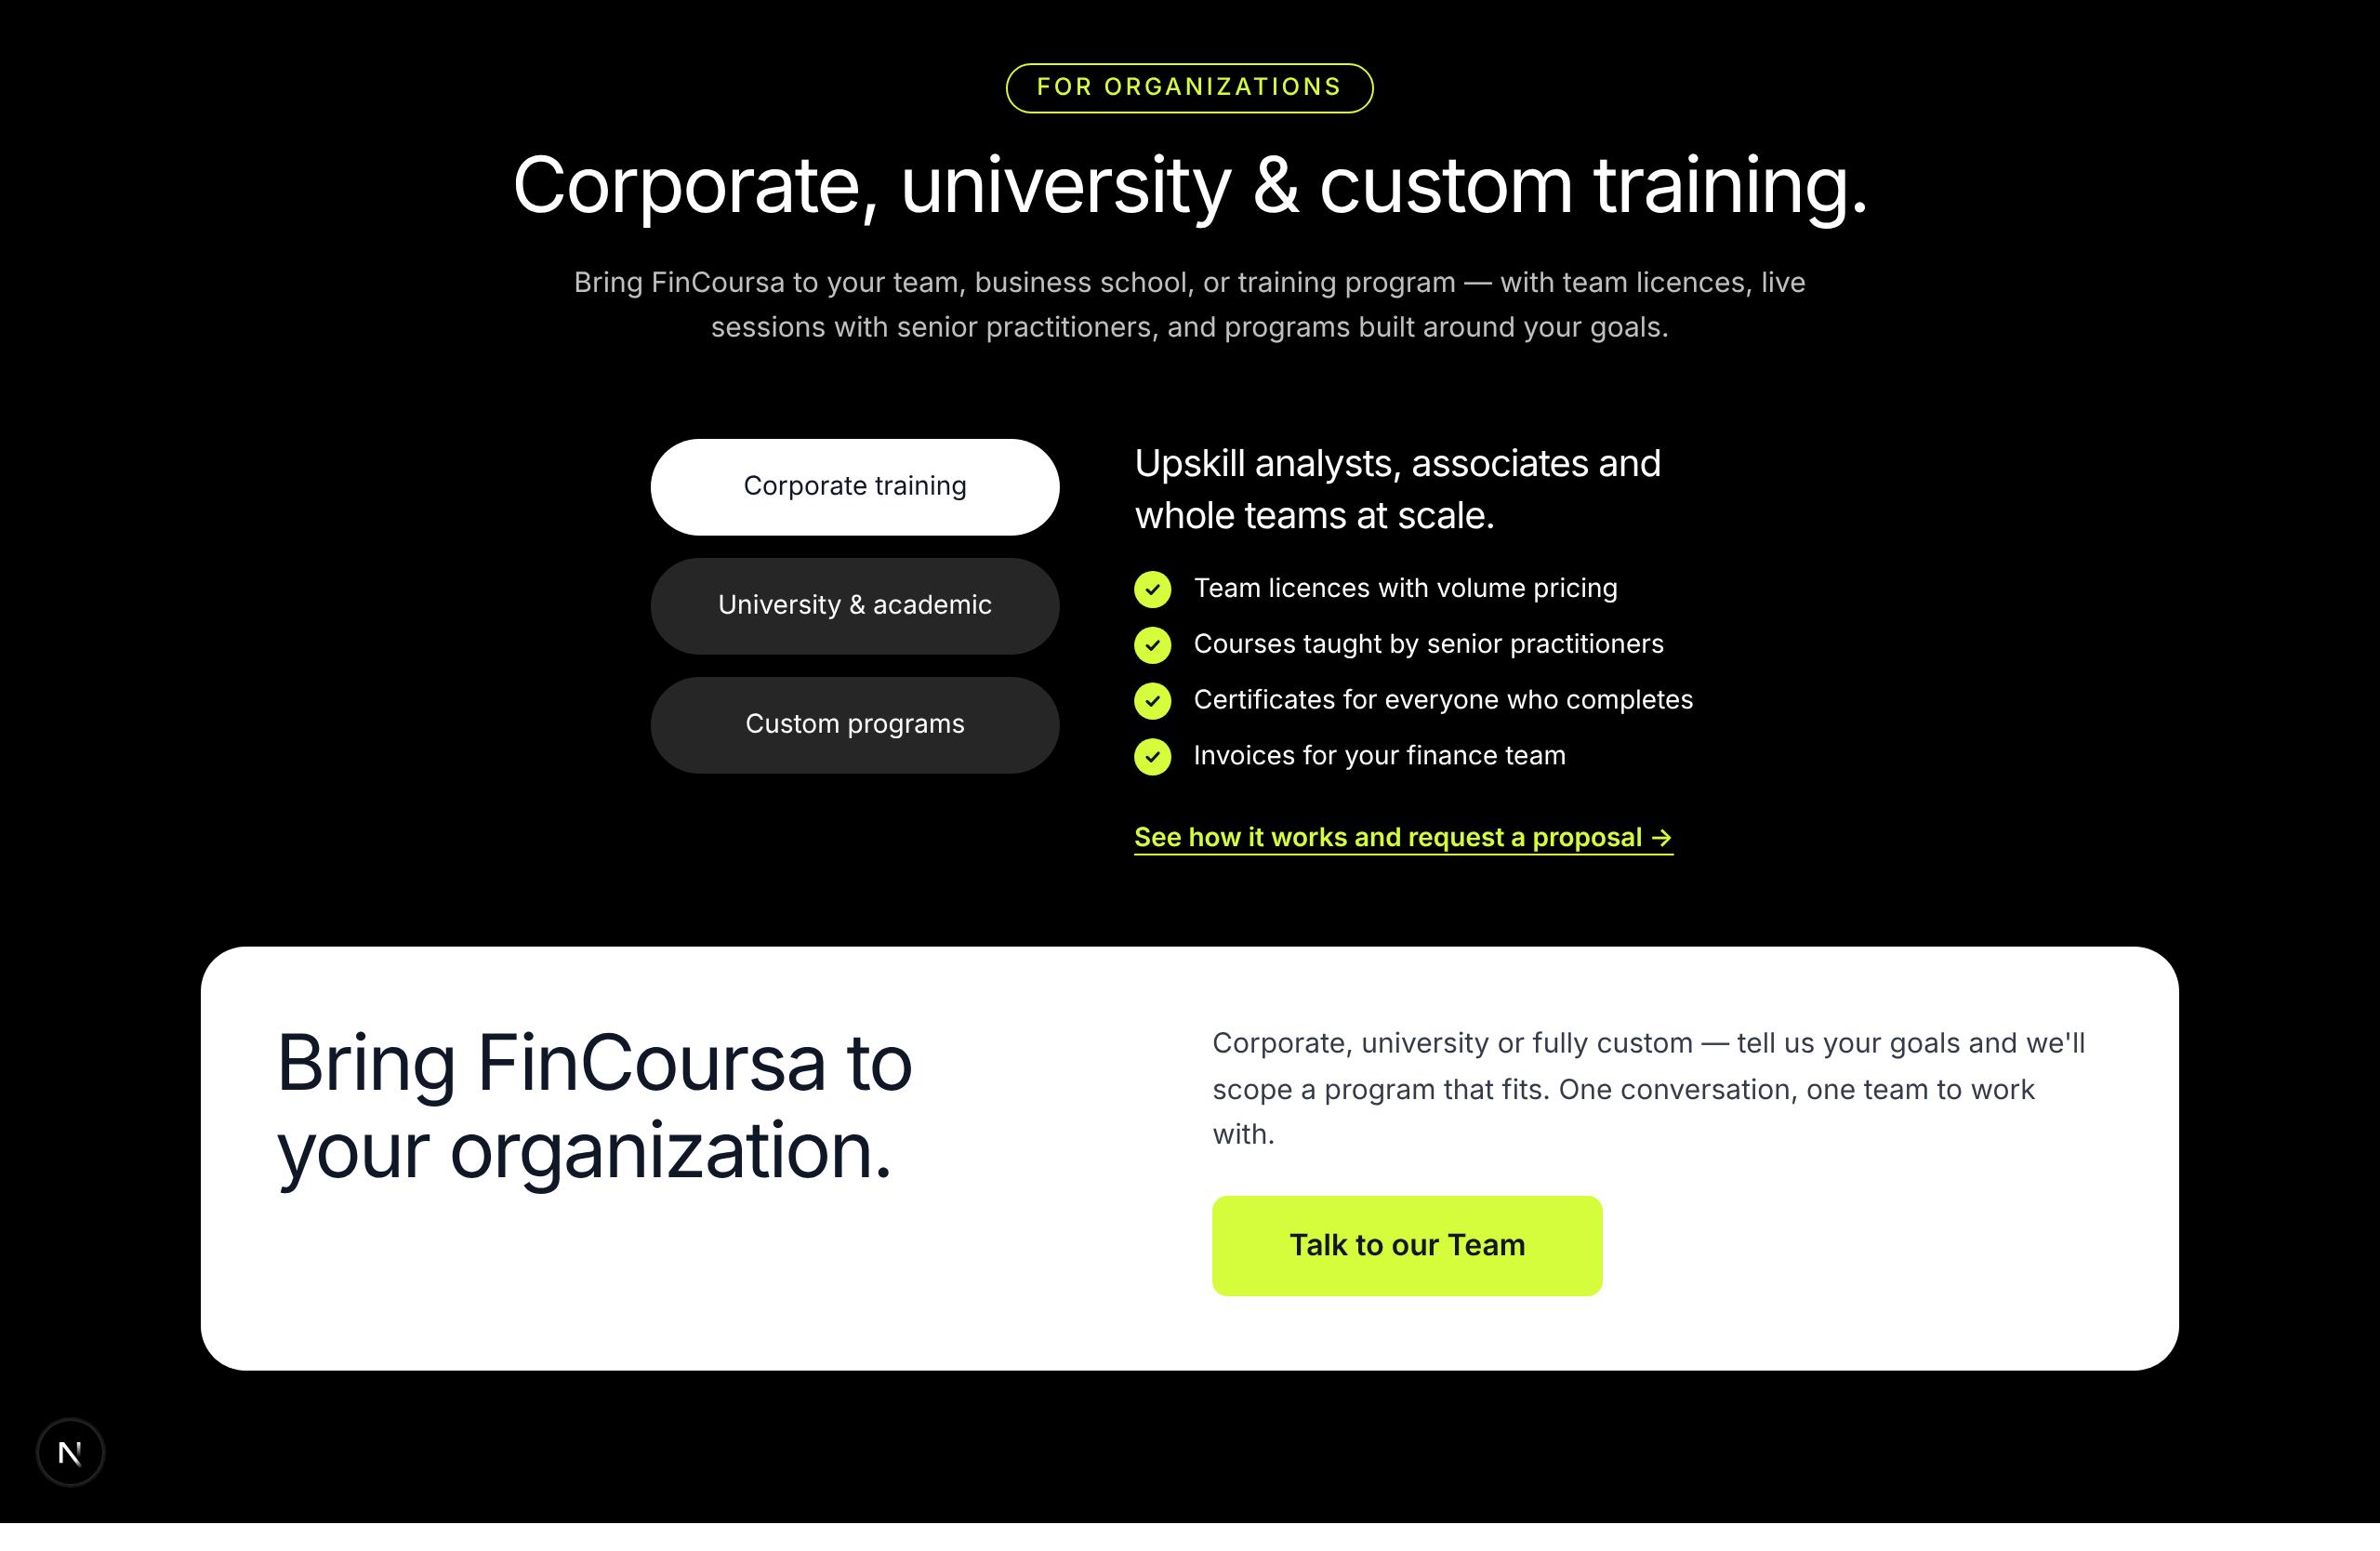 FOR ORGANIZATIONS
Corporate, university & custom training.
Bring FinCoursa to your team, business school, or training program — with team licences, live
sessions with senior practitioners, and programs built around your goals.
Corporate training
University & academic
Custom programs
Upskill analysts, associates and
whole teams at scale.
Team licences with volume pricing
Courses taught by senior practitioners
Certificates for everyone who completes
Invoices for your finance team
See how it works and request a proposal →
Bring FinCoursa to
your organization.
Corporate, university or fully custom — tell us your goals and we'll
scope a program that fits. One conversation, one team to work
with.
Talk to our Team
N